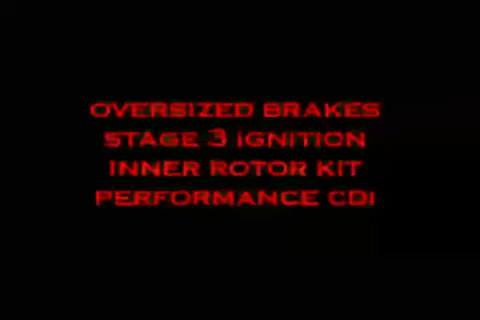 OVERSIZED BRAKES
STAGE 3 IGNITION
INNER ROTOR KIT
PERFORMANCE CDI